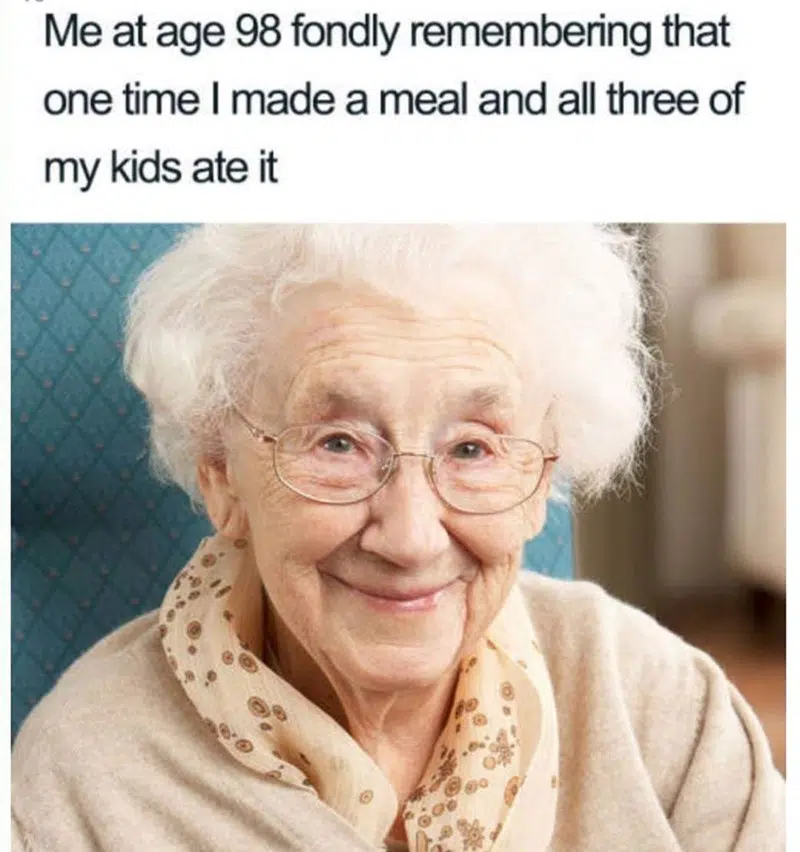 Me at age 98 fondly remembering that
one time I made a meal and all three of
my kids ate it